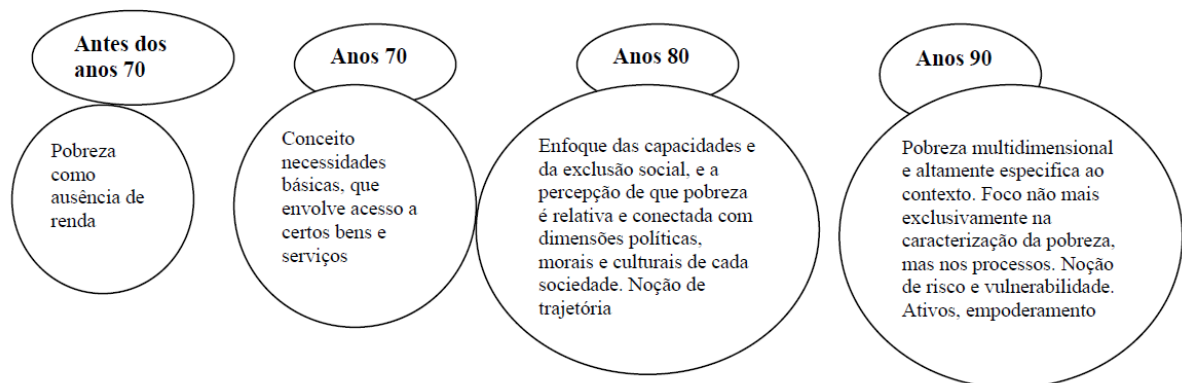 Antes dos
anos 70
Pobreza
como
ausência de
renda
Anos 70
Conceito
necessidades
básicas, que
envolve acesso a
certos bens e
serviços
Anos 80
Enfoque das capacidades e
da exclusão social, e a
percepção de que pobreza
é relativa e conectada com
dimensões políticas,
morais e culturais de cada
sociedade. Noção de
trajetória
Anos 90
Pobreza multidimensional
e altamente especifica ao
contexto. Foco não mais
exclusivamente na
caracterização da pobreza,
mas nos processos. Noção
de risco e vulnerabilidade.
Ativos, empoderamento